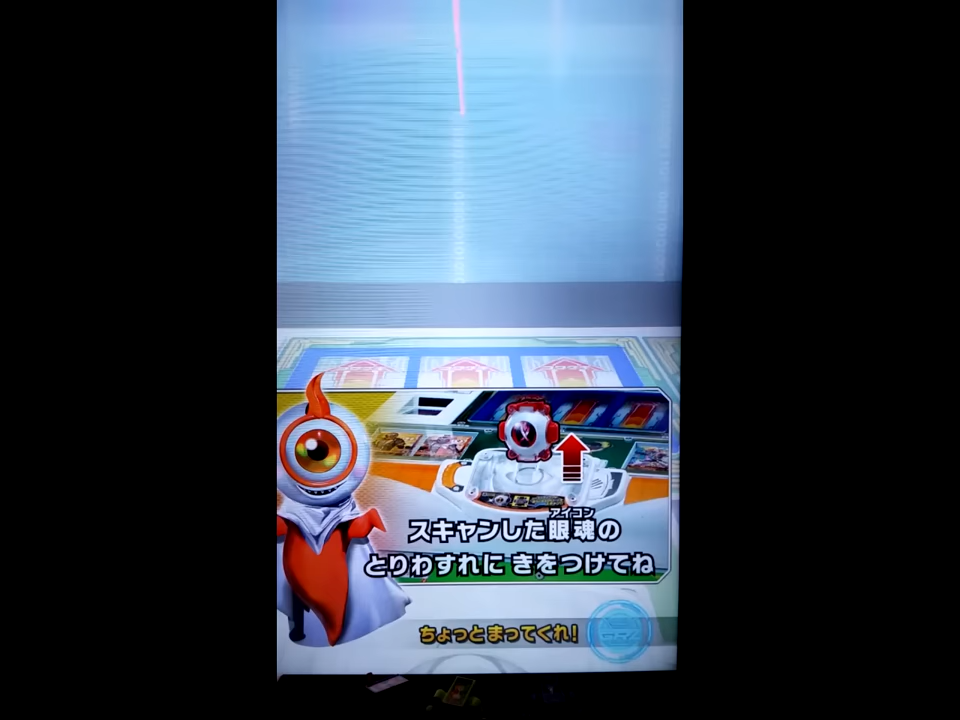 スキャンした眼魂の
アイコン
とりわすれに きをつけてね
ちょっとまってくれ!